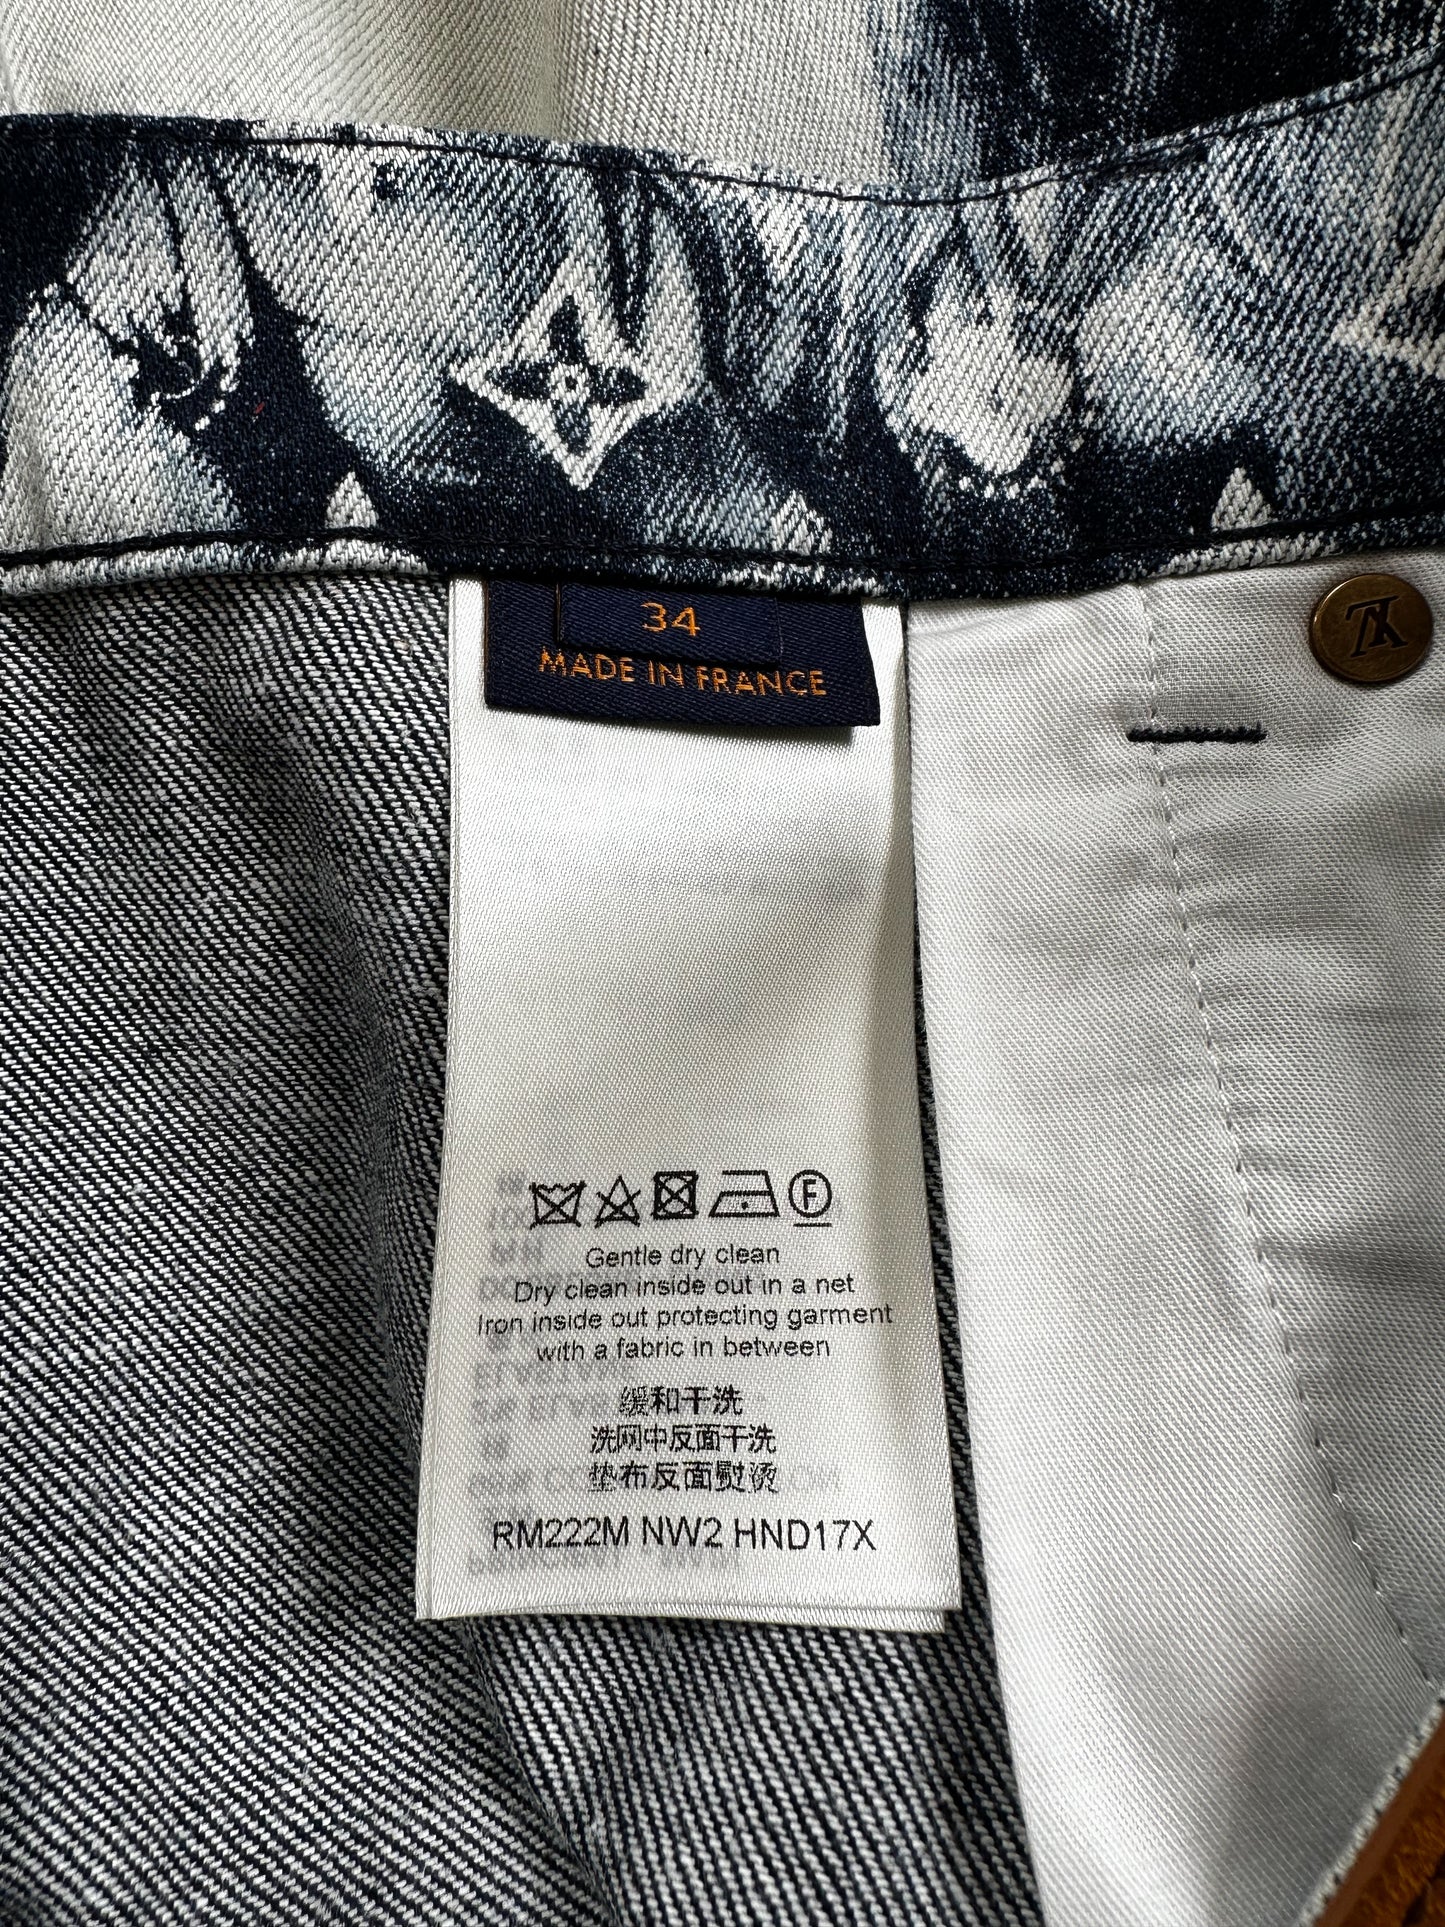 34
MADE IN FRANCE
LV
F
Gentle dry clean
Dry clean inside out in a net
Iron inside out protecting garment
with a fabric in between
缓和干洗
洗网中反面干洗
垫布反面熨烫
RM222M NW2 HND17X